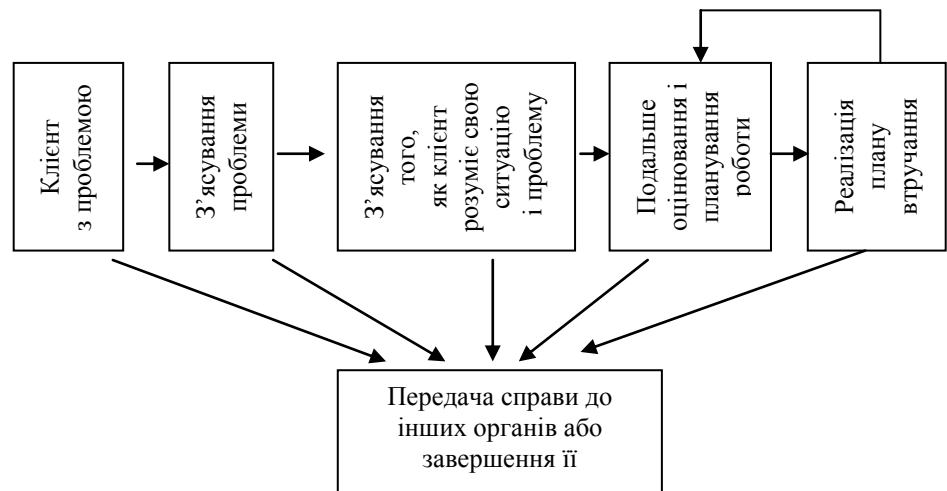 Клієнт
з проблемою
З’ясування
проблеми
З’ясування
того,
як клієнт
розуміє свою
ситуацію
і проблему
Подальше
оцінювання і
планування
роботи
Реалізація
плану
втручання
Передача справи до
інших органів або
завершення її